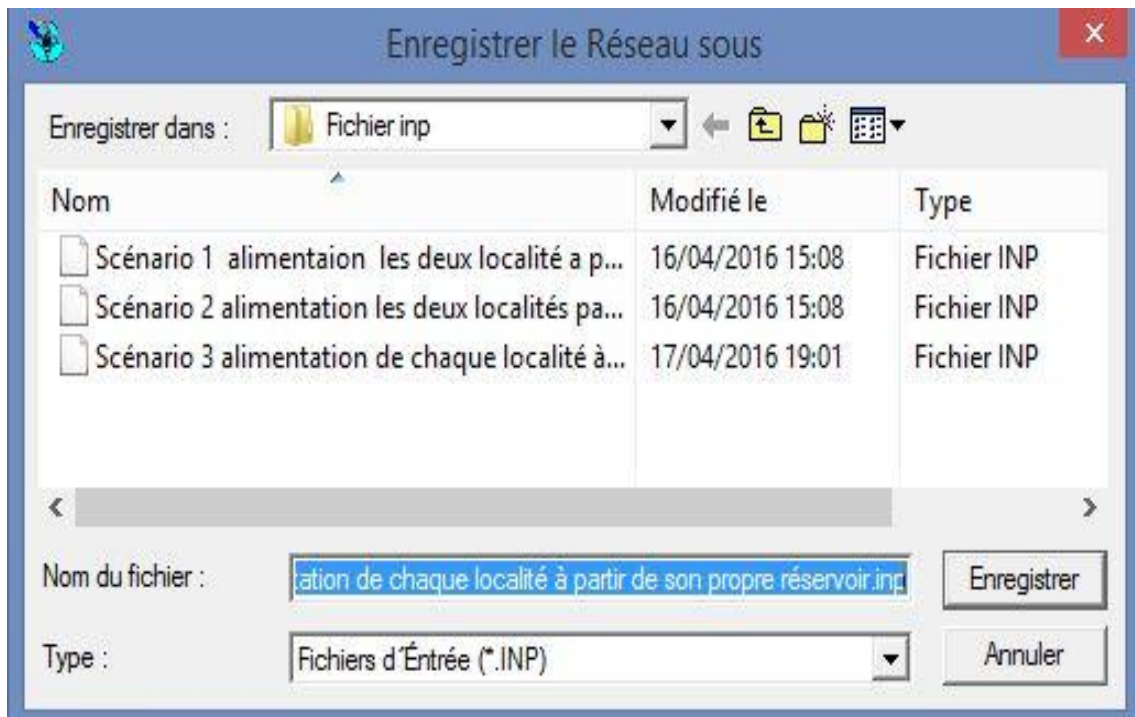 Enregistrer le Réseau sous
Enregistrer dans : Fichier inp
Nom Modifié le Type
Scénario 1 alimentaion les deux localité a p... 16/04/2016 15:08 Fichier INP
Scénario 2 alimentation les deux localités pa... 16/04/2016 15:08 Fichier INP
Scénario 3 alimentation de chaque localité à... 17/04/2016 19:01 Fichier INP
Nom du fichier : tation de chaque localité à partir de son propre réservoir.inp Enregistrer
Type : Fichiers d´Éntrée (*.INP) Annuler